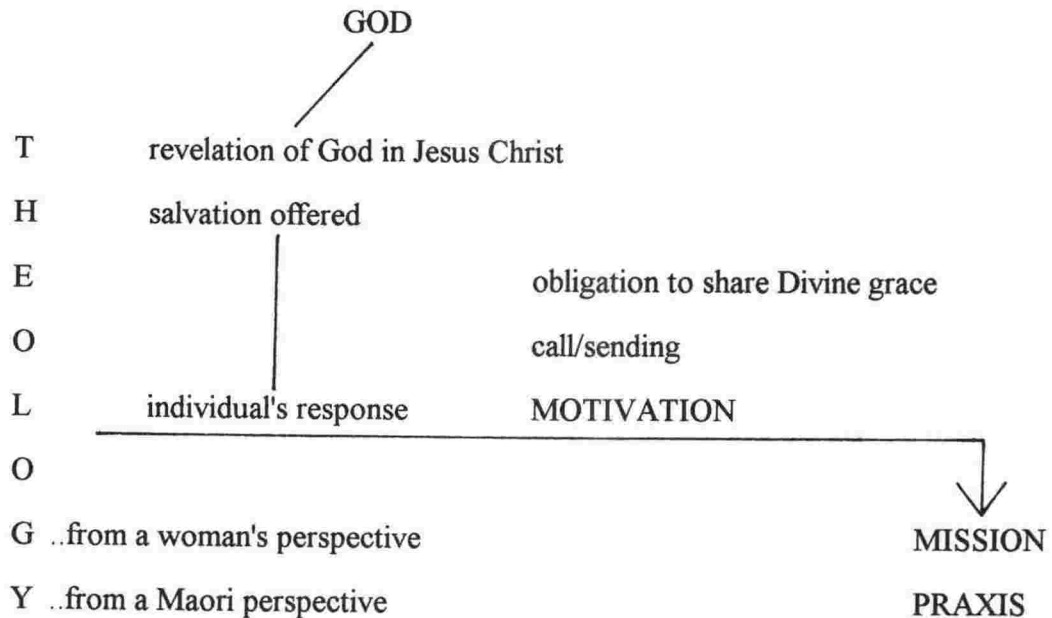 GOD
T revelation of God in Jesus Christ
H salvation offered
E obligation to share Divine grace
O call/sending
L individual's response MOTIVATION
O
G ..from a woman's perspective MISSION
Y ..from a Maori perspective PRAXIS